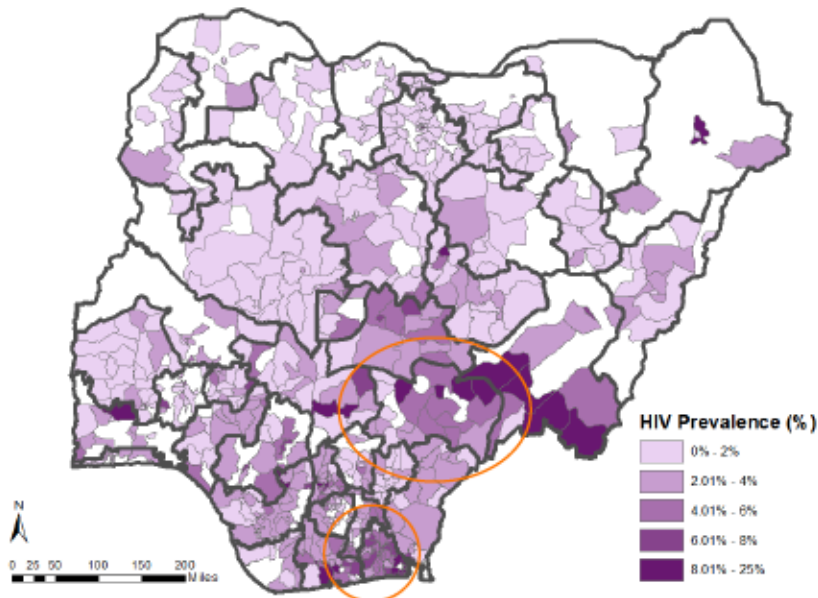 HIV Prevalence (%)
0% - 2%
2.01% - 4%
4.01% - 6%
6.01% - 8%
8.01% - 25%
N
0 25 50 100 150 200
Miles